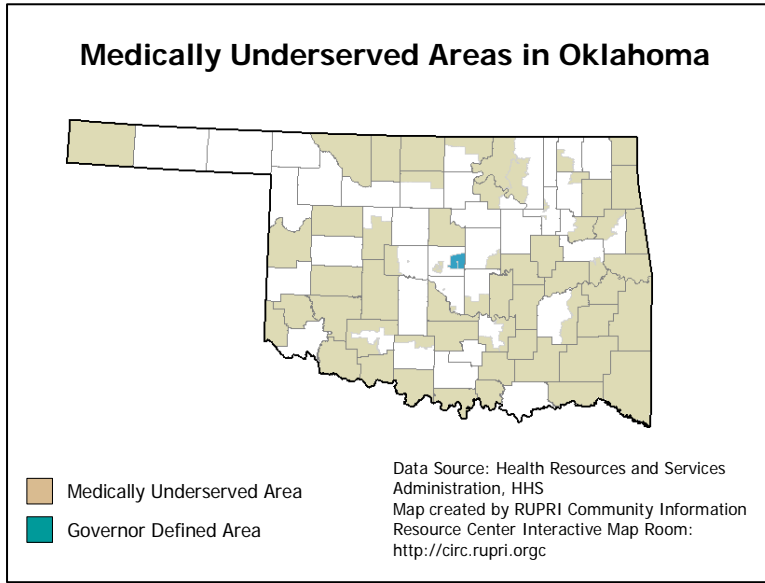 Medically Underserved Areas in Oklahoma
Medically Underserved Area
Governor Defined Area
Data Source: Health Resources and Services
Administration, HHS
Map created by RUPRI Community Information
Resource Center Interactive Map Room:
http://circ.rupri.orgc